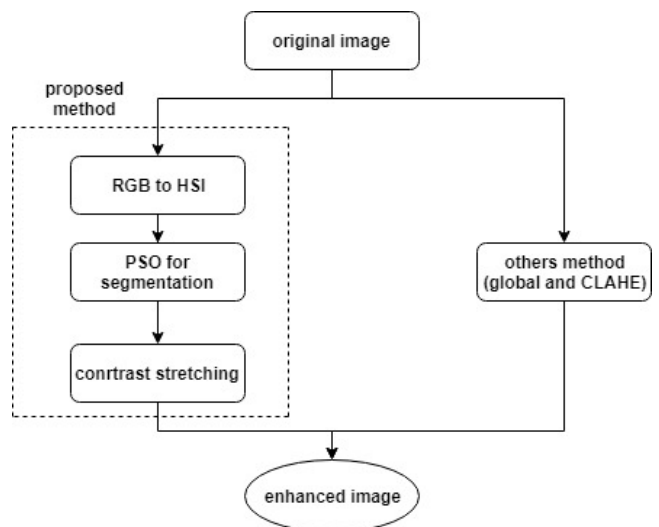 original image
proposed
method
RGB to HSI
PSO for
segmentation
others method
(global and CLAHE)
conrtrast stretching
enhanced image